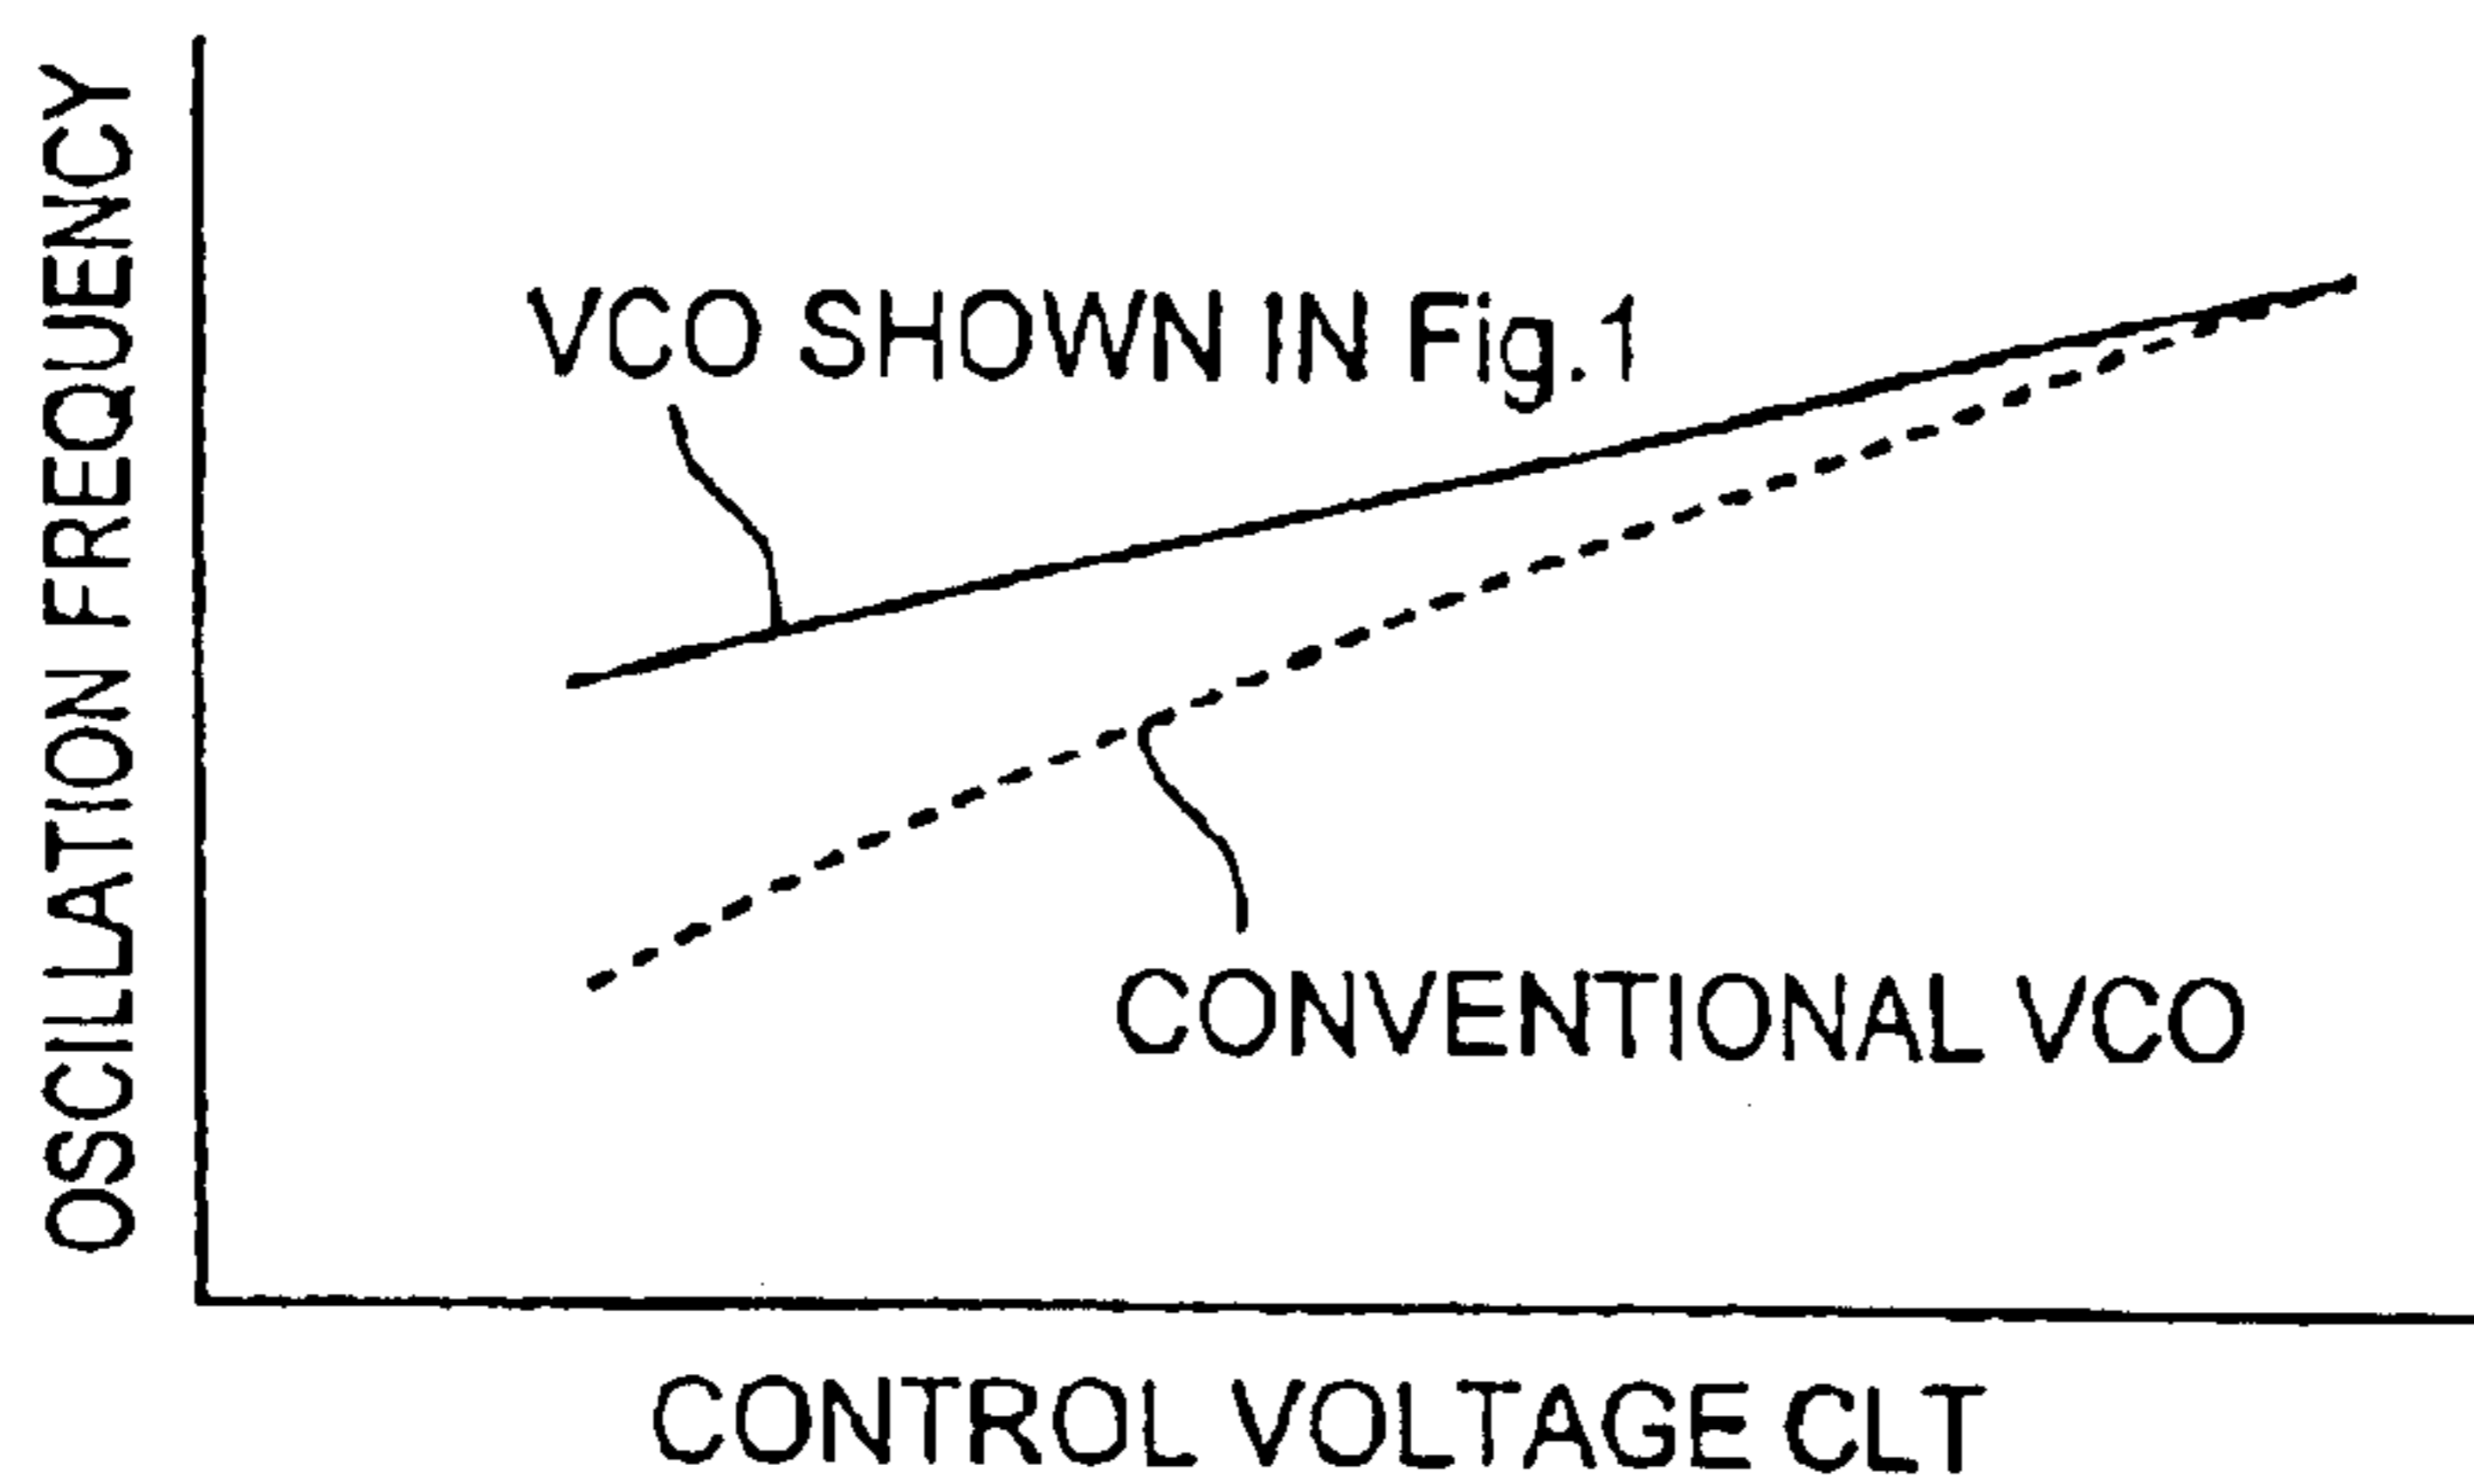 OSCILLATION FREQUENCY
VCO SHOWN IN Fig.1
CONVENTIONAL VCO
CONTROL VOLTAGE CLT